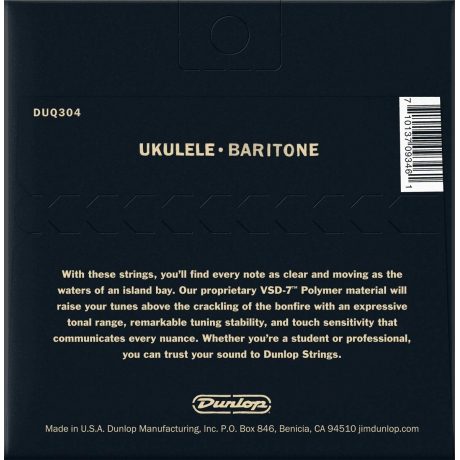 DUQ304
UKULELE • BARITONE
7 10137 09346 1
With these strings, you'll find every note as clear and moving as the
waters of an island bay. Our proprietary VSD-7™ Polymer material will
raise your tunes above the crackling of the bonfire with an expressive
tonal range, remarkable tuning stability, and touch sensitivity that
communicates every nuance. Whether you're a student or professional,
you can trust your sound to Dunlop Strings.
Dunlop
Made in U.S.A. Dunlop Manufacturing, Inc. P.O. Box 846, Benicia, CA 94510 jimdunlop.com